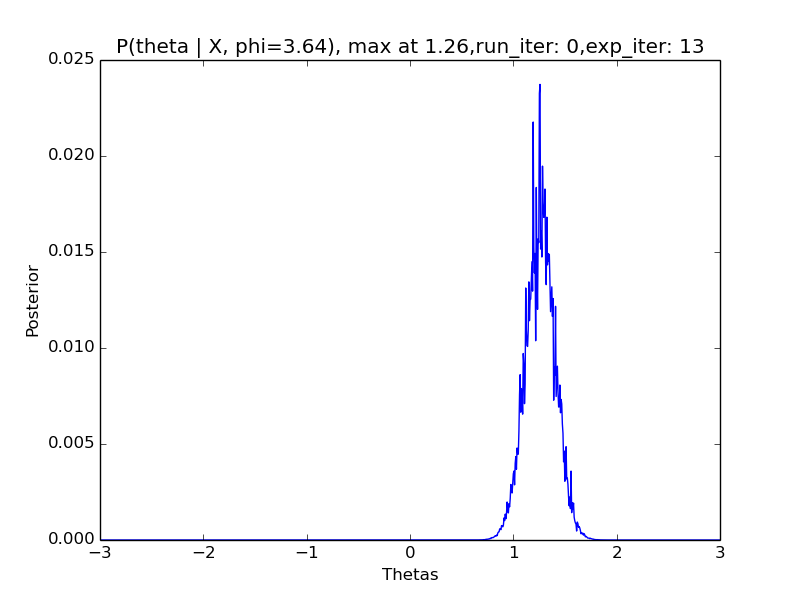 P(theta | X, phi=3.64), max at 1.26,run_iter: 0,exp_iter: 13
0.025
0.020
0.015
0.010
0.005
0.000
Posterior
−3 −2 −1 0 1 2 3
Thetas